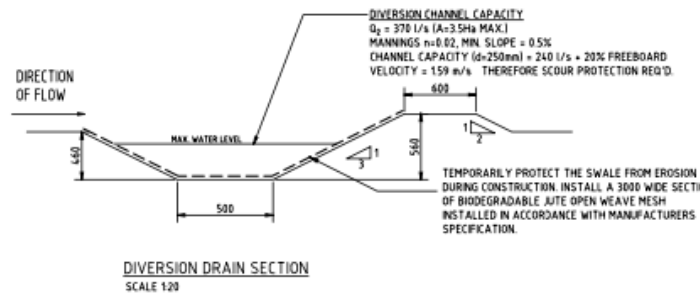 DIVERSION CHANNEL CAPACITY
Q₂ = 370 l/s (A=3.5Ha MAX.)
MANNINGS n=0.02, MIN. SLOPE = 0.5%
CHANNEL CAPACITY (d=250mm) = 240 l/s + 20% FREEBOARD
VELOCITY = 1.59 m/s THEREFORE SCOUR PROTECTION REQ'D.
DIRECTION
OF FLOW
600
MAX. WATER LEVEL
460
1
3
560
1
2
500
TEMPORARILY PROTECT THE SWALE FROM EROSION
DURING CONSTRUCTION. INSTALL A 3000 WIDE SECTI
OF BIODEGRADABLE JUTE OPEN WEAVE MESH
INSTALLED IN ACCORDANCE WITH MANUFACTURERS
SPECIFICATION.
DIVERSION DRAIN SECTION
SCALE 1:20